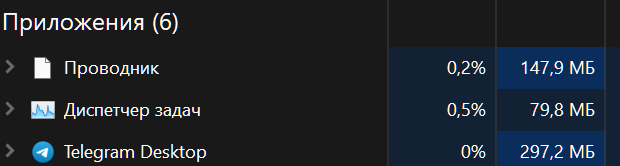 Приложения (6)
Проводник 0,2% 147,9 МБ
Диспетчер задач 0,5% 79,8 МБ
Telegram Desktop 0% 297,2 МБ